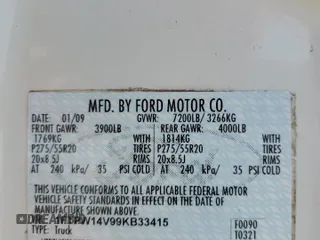 MFD. BY FORD MOTOR CO.
DATE: 01/09 GVWR: 7200LB/ 3266KG
FRONT GAWR: 3900LB REAR GAWR: 4000LB
1769KG WITH 1814KG WITH
P275/55R20 TIRES P275/55R20 TIRES
20x8.5J RIMS 20x8.5J RIMS
AT 240 kPa/ 35 PSI COLD AT 240 kPa/ 35 PSI COLD
THIS VEHICLE CONFORMS TO ALL APPLICABLE FEDERAL MOTOR
VEHICLE SAFETY STANDARDS IN EFFECT ON THE DATE OF
MANUFACTURE SHOWN ABOVE.
W14V99KB33415 F0090
TYPE: Truck T0321